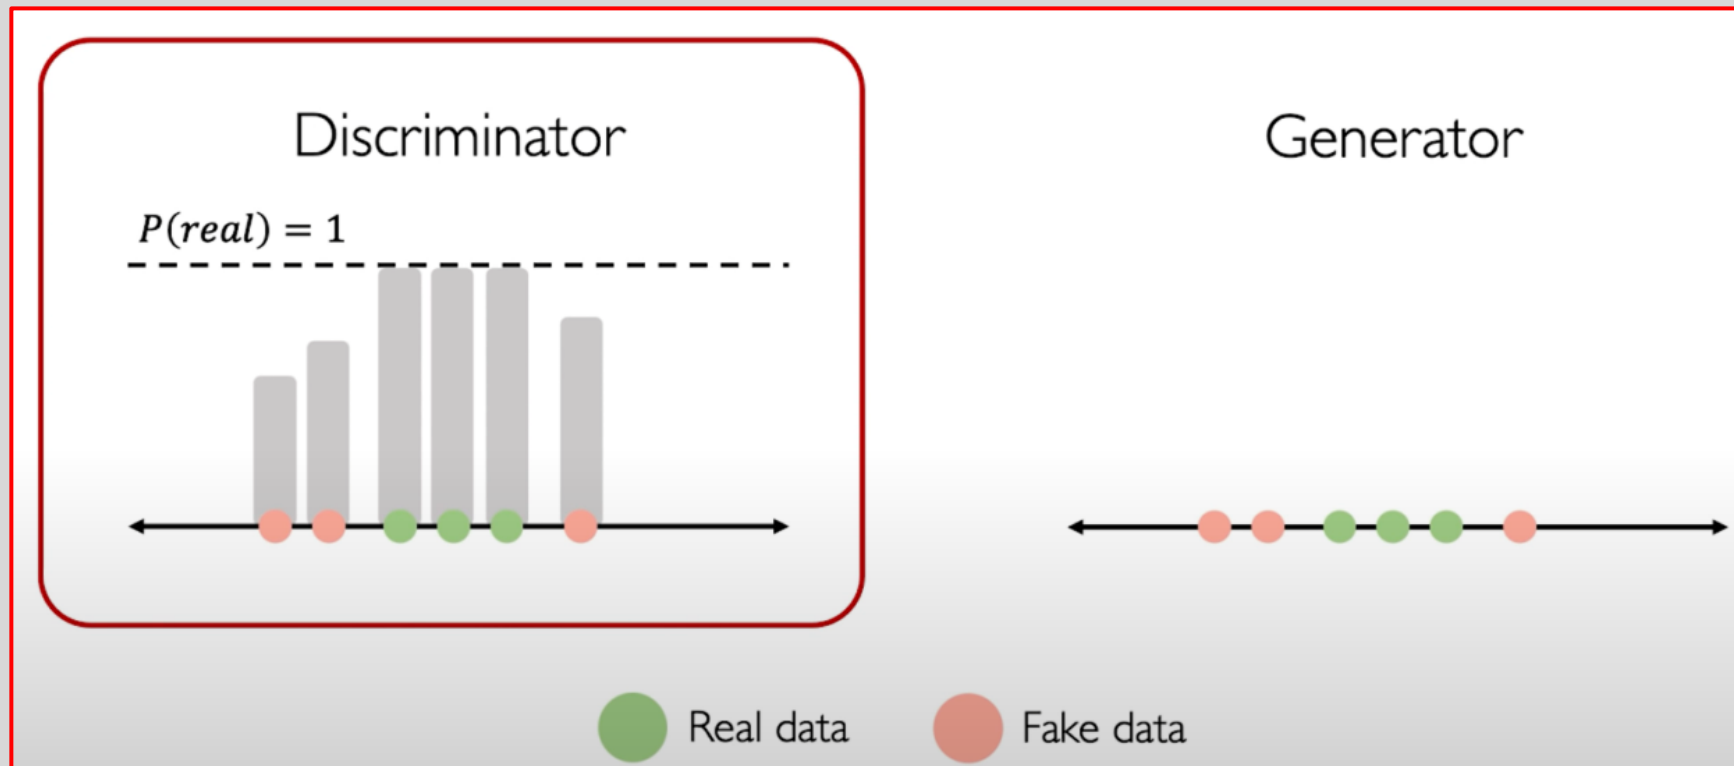 Discriminator
P(real) = 1
Generator
Real data
Fake data